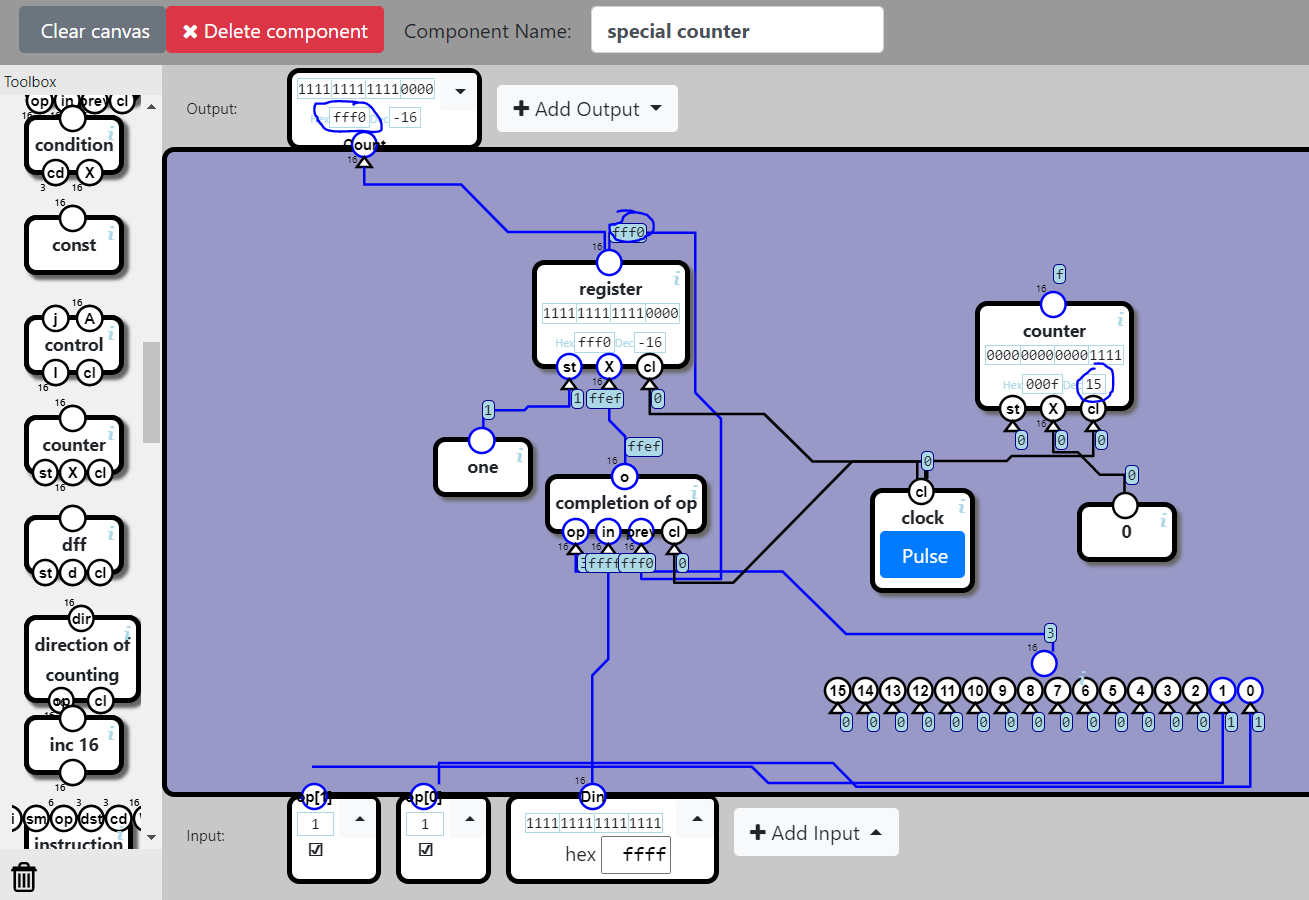 Clear canvas
✖ Delete component
Component Name:
special counter
Toolbox
op in prev cl
16
condition
cd X
3 16
16
const
16
j A
control
I cl
16
16
counter
st X cl
16
16
dff
st d cl
16
dir
direction of
counting
op cl
16
inc 16
16
6 3 3 16
i sm op dst cd
instruction
Output:
1111 1111 1111 0000
Hex fff0 Dec -16
Count
16
+ Add Output
fff0
16
register
1111 1111 1111 0000
Hex fff0 Dec -16
st X cl
16
1 ffef 0
1
one
ffef
16
o
completion of op
op in prev cl
16 16 16
3 ffff fff0 0
f
16
counter
0000 0000 0000 1111
Hex 000f Dec 15
st X cl
16
0 0 0
0
cl
clock
Pulse
0
0
3
16
15 14 13 12 11 10 9 8 7 6 5 4 3 2 1 0
0 0 0 0 0 0 0 0 0 0 0 0 0 0 1 1
Input:
op[1]
1
op[0]
1
16
Din
1111 1111 1111 1111
hex ffff
+ Add Input